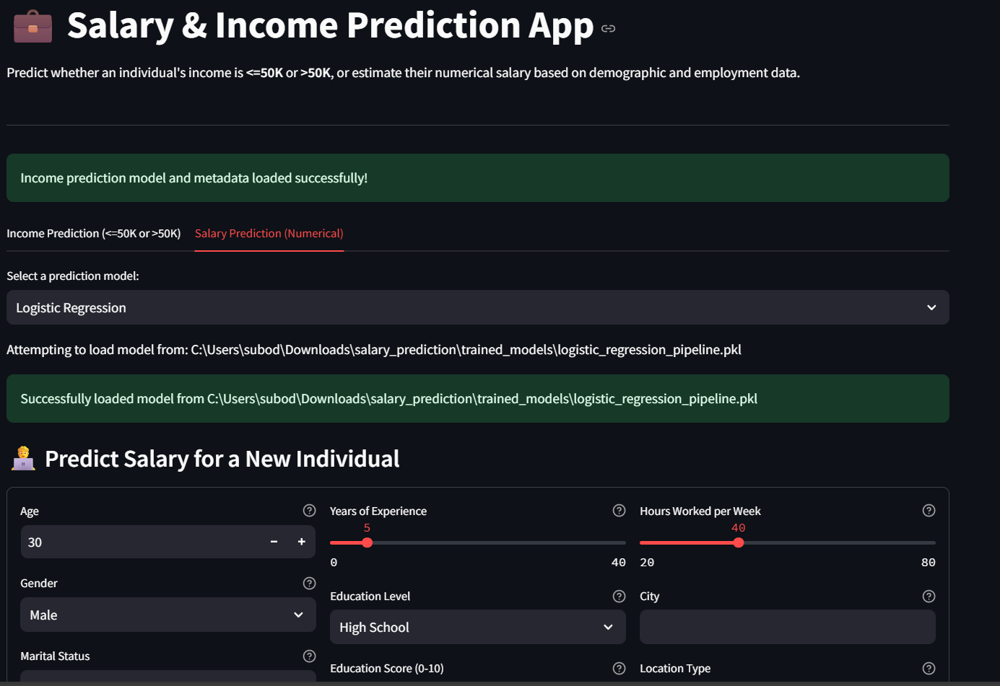 Salary & Income Prediction App
Predict whether an individual's income is <=50K or >50K, or estimate their numerical salary based on demographic and employment data.
Income prediction model and metadata loaded successfully!
Income Prediction (<=50K or >50K) Salary Prediction (Numerical)
Select a prediction model:
Logistic Regression
Attempting to load model from: C:\Users\subod\Downloads\salary_prediction\trained_models\logistic_regression_pipeline.pkl
Successfully loaded model from C:\Users\subod\Downloads\salary_prediction\trained_models\logistic_regression_pipeline.pkl
Predict Salary for a New Individual
Age
30
Gender
Male
Marital Status
Years of Experience
5
0 40
Education Level
High School
Education Score (0-10)
Hours Worked per Week
40
20 80
City
Location Type